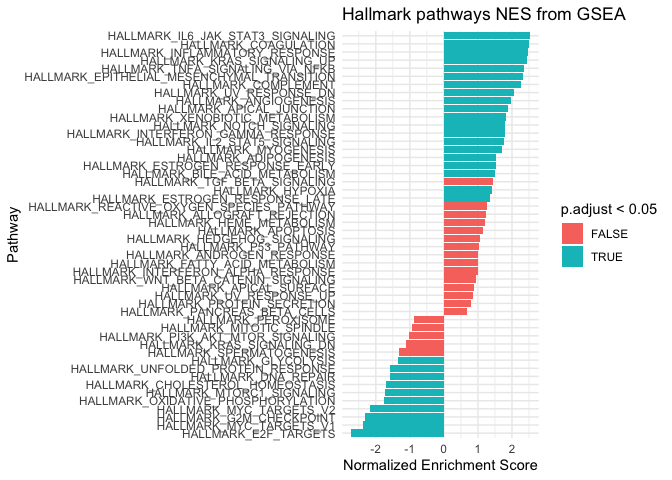 Hallmark pathways NES from GSEA
Pathway
HALLMARK_IL6_JAK_STAT3_SIGNALING
HALLMARK_COAGULATION
HALLMARK_INFLAMMATORY_RESPONSE
HALLMARK_KRAS_SIGNALING_UP
HALLMARK_TNFA_SIGNALING_VIA_NFKB
HALLMARK_EPITHELIAL_MESENCHYMAL_TRANSITION
HALLMARK_COMPLEMENT
HALLMARK_UV_RESPONSE_DN
HALLMARK_ANGIOGENESIS
HALLMARK_APICAL_JUNCTION
HALLMARK_XENOBIOTIC_METABOLISM
HALLMARK_NOTCH_SIGNALING
HALLMARK_INTERFERON_GAMMA_RESPONSE
HALLMARK_IL2_STAT5_SIGNALING
HALLMARK_MYOGENESIS
HALLMARK_ADIPOGENESIS
HALLMARK_ESTROGEN_RESPONSE_EARLY
HALLMARK_BILE_ACID_METABOLISM
HALLMARK_TGF_BETA_SIGNALING
HALLMARK_HYPOXIA
HALLMARK_ESTROGEN_RESPONSE_LATE
HALLMARK_REACTIVE_OXYGEN_SPECIES_PATHWAY
HALLMARK_ALLOGRAFT_REJECTION
HALLMARK_HEME_METABOLISM
HALLMARK_APOPTOSIS
HALLMARK_HEDGEHOG_SIGNALING
HALLMARK_P53_PATHWAY
HALLMARK_ANDROGEN_RESPONSE
HALLMARK_FATTY_ACID_METABOLISM
HALLMARK_INTERFERON_ALPHA_RESPONSE
HALLMARK_WNT_BETA_CATENIN_SIGNALING
HALLMARK_APICAL_SURFACE
HALLMARK_UV_RESPONSE_UP
HALLMARK_PROTEIN_SECRETION
HALLMARK_PANCREAS_BETA_CELLS
HALLMARK_PEROXISOME
HALLMARK_MITOTIC_SPINDLE
HALLMARK_PI3K_AKT_MTOR_SIGNALING
HALLMARK_KRAS_SIGNALING_DN
HALLMARK_SPERMATOGENESIS
HALLMARK_GLYCOLYSIS
HALLMARK_UNFOLDED_PROTEIN_RESPONSE
HALLMARK_DNA_REPAIR
HALLMARK_CHOLESTEROL_HOMEOSTASIS
HALLMARK_MTORC1_SIGNALING
HALLMARK_OXIDATIVE_PHOSPHORYLATION
HALLMARK_MYC_TARGETS_V2
HALLMARK_G2M_CHECKPOINT
HALLMARK_MYC_TARGETS_V1
HALLMARK_E2F_TARGETS
-2 -1 0 1 2
Normalized Enrichment Score
p.adjust < 0.05
FALSE
TRUE